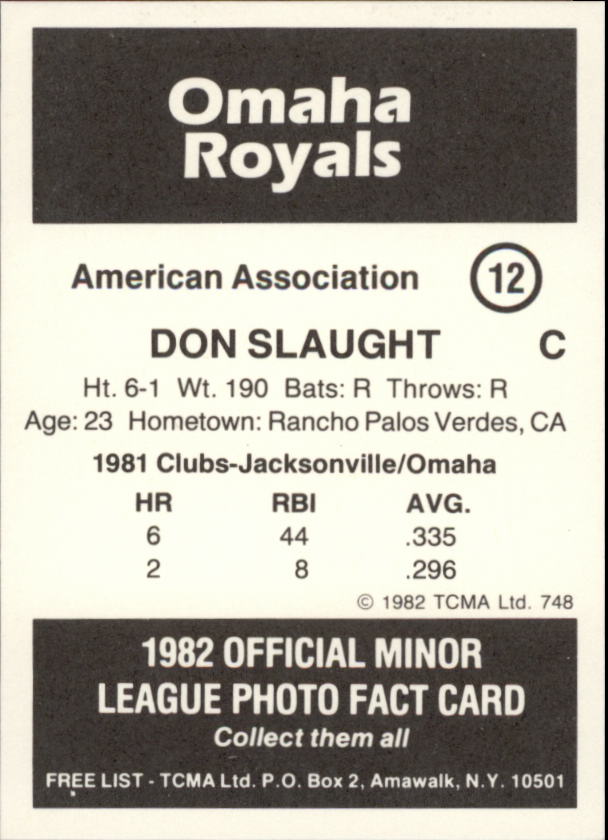 Omaha
Royals
American Association 12
DON SLAUGHT C
Ht. 6-1 Wt. 190 Bats: R Throws: R
Age: 23 Hometown: Rancho Palos Verdes, CA
1981 Clubs-Jacksonville/Omaha
HR RBI AVG.
6 44 .335
2 8 .296
© 1982 TCMA Ltd. 748
1982 OFFICIAL MINOR
LEAGUE PHOTO FACT CARD
Collect them all
FREE LIST - TCMA Ltd. P.O. Box 2, Amawalk, N.Y. 10501